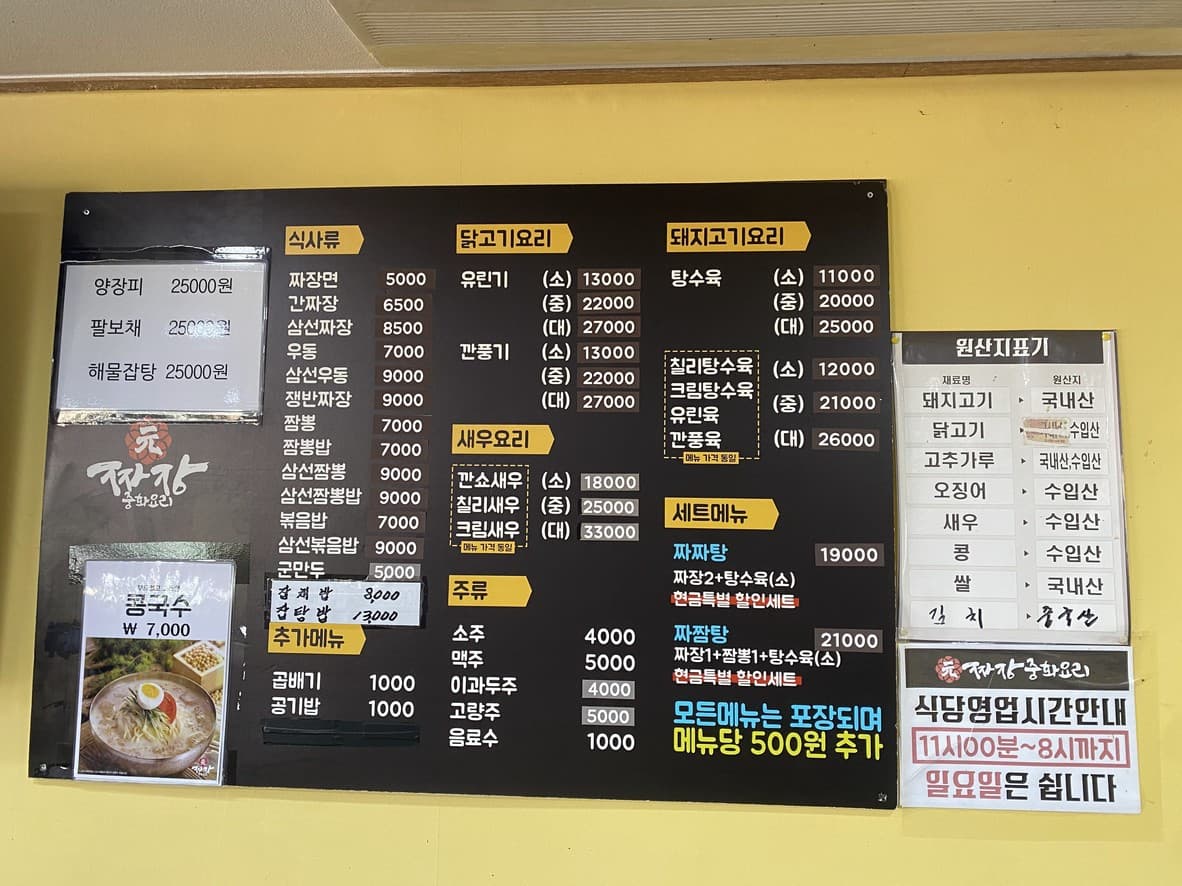 양장피 25000원
팔보채 25000원
해물잡탕 25000원
元
짜장
중화요리
콩국수
₩ 7,000
식사류
짜장면 5000
간짜장 6500
삼선짜장 8500
우동 7000
삼선우동 9000
쟁반짜장 9000
짬뽕 7000
짬뽕밥 7000
삼선짬뽕 9000
삼선짬뽕밥 9000
볶음밥 7000
삼선볶음밥 9000
군만두 5000
잡채밥 8,000
잡탕밥 13,000
추가메뉴
곱배기 1000
공기밥 1000
닭고기요리
유린기 (소) 13000
(중) 22000
(대) 27000
깐풍기 (소) 13000
(중) 22000
(대) 27000
새우요리
깐쇼새우 (소) 18000
칠리새우 (중) 25000
크림새우 (대) 33000
메뉴 가격 동일
주류
소주 4000
맥주 5000
이과두주 4000
고량주 5000
음료수 1000
돼지고기요리
탕수육 (소) 11000
(중) 20000
(대) 25000
칠리탕수육 (소) 12000
크림탕수육
유린육 (중) 21000
깐풍육 (대) 26000
메뉴 가격 동일
세트메뉴
짜짜탕 19000
짜장2+탕수육(소)
현금특별 할인세트
짜짬탕 21000
짜장1+짬뽕1+탕수육(소)
현금특별 할인세트
모든메뉴는 포장되며
메뉴당 500원 추가
원산지표기
재료명 원산지
돼지고기 국내산
닭고기 수입산
고추가루 국내산,수입산
오징어 수입산
새우 수입산
콩 수입산
쌀 국내산
김치 중국산
元 짜장 중화요리
식당영업시간안내
11시00분~8시까지
일요일은 쉽니다